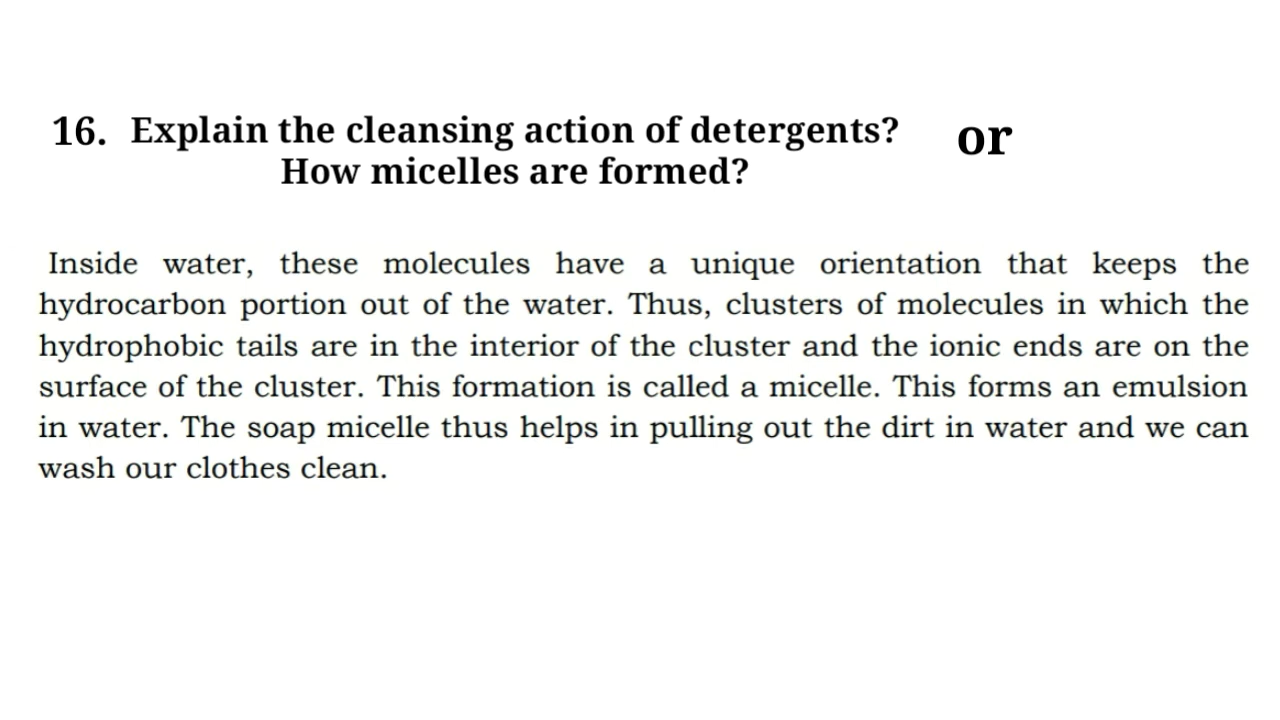 16. Explain the cleansing action of detergents? or
How micelles are formed?
Inside water, these molecules have a unique orientation that keeps the
hydrocarbon portion out of the water. Thus, clusters of molecules in which the
hydrophobic tails are in the interior of the cluster and the ionic ends are on the
surface of the cluster. This formation is called a micelle. This forms an emulsion
in water. The soap micelle thus helps in pulling out the dirt in water and we can
wash our clothes clean.